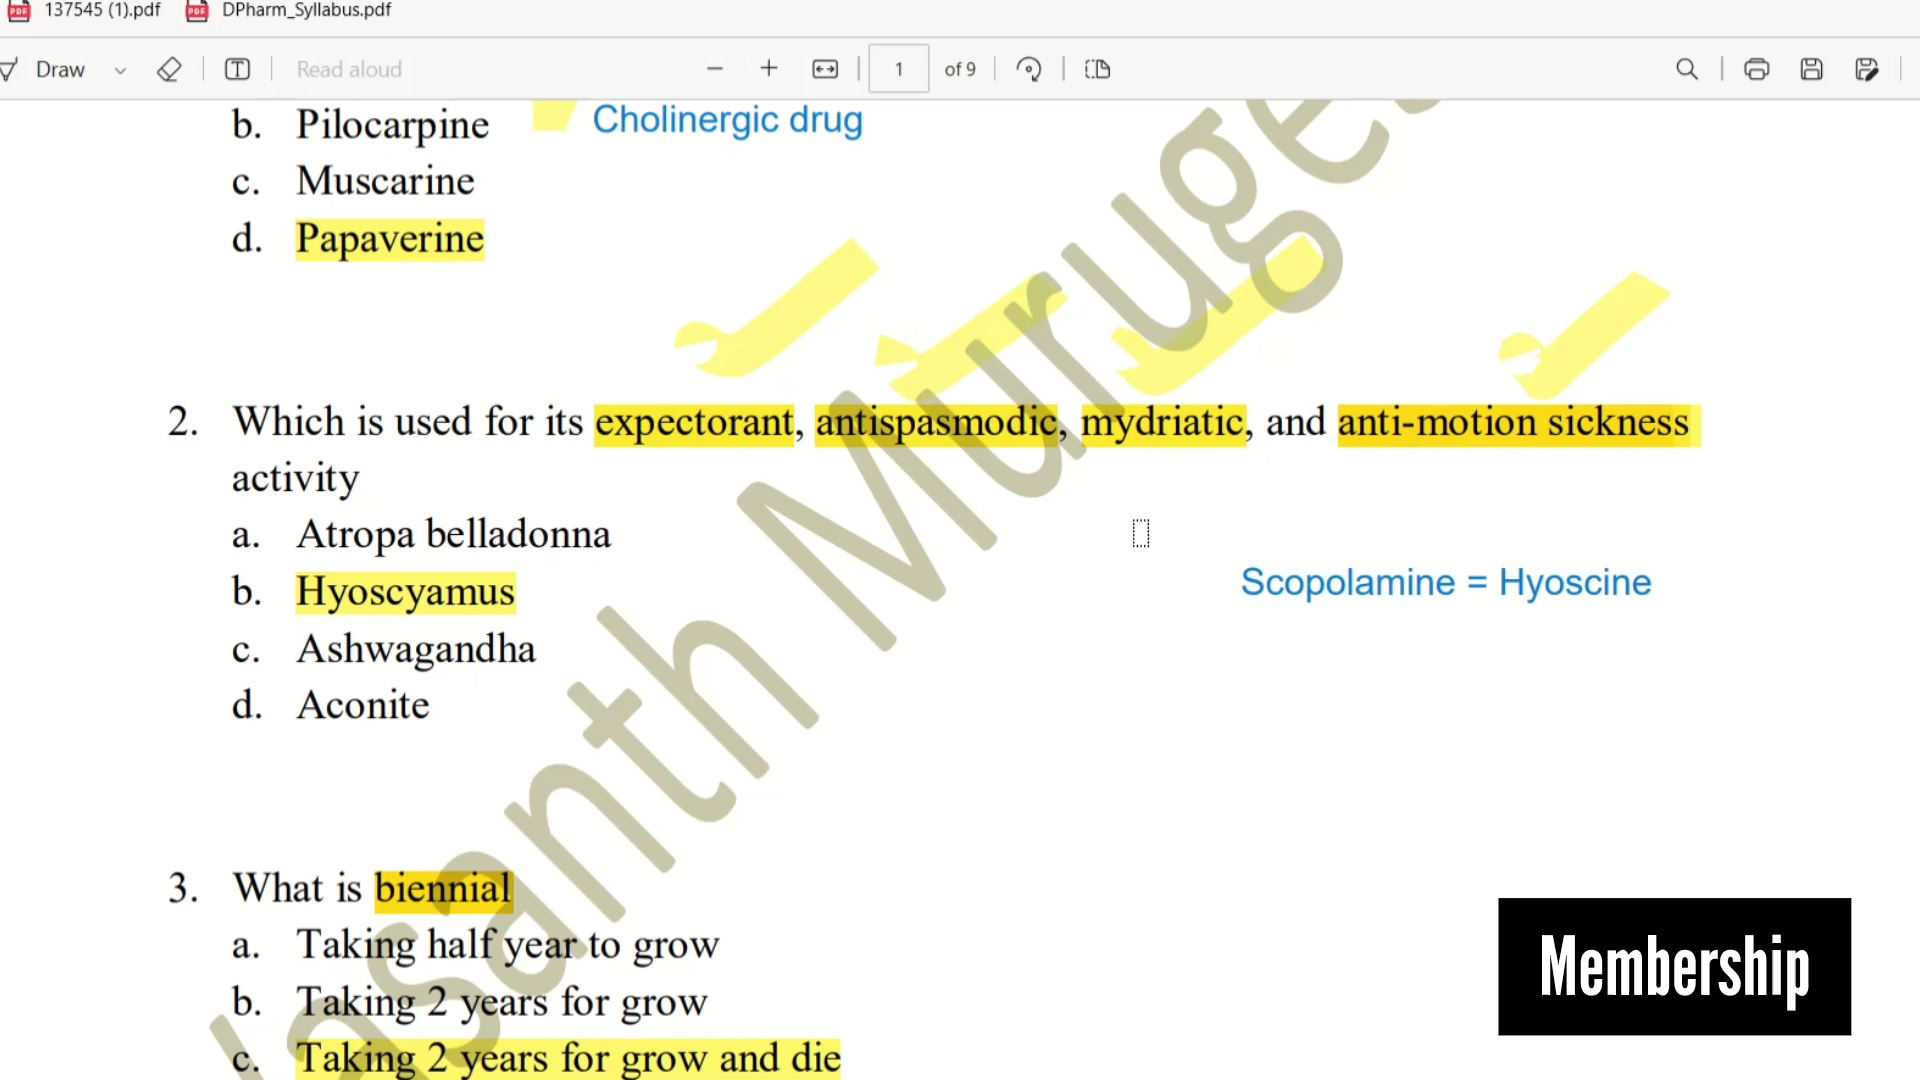 137545 (1).pdf DPharm_Syllabus.pdf
Draw Read aloud 1 of 9
b. Pilocarpine Cholinergic drug
c. Muscarine
d. Papaverine
2. Which is used for its expectorant, antispasmodic, mydriatic, and anti-motion sickness
activity
a. Atropa belladonna
b. Hyoscyamus
Scopolamine = Hyoscine
c. Ashwagandha
d. Aconite
3. What is biennial
a. Taking half year to grow
b. Taking 2 years for grow
c. Taking 2 years for grow and die
Membership